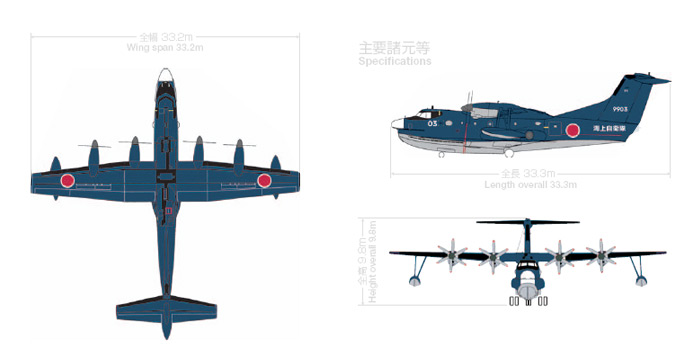 全幅 33.2m
Wing span 33.2m
主要諸元等
Specifications
03
9903
海上自衛隊
全長 33.3m
Length overall 33.3m
全高 9.8m
Height overall 9.8m